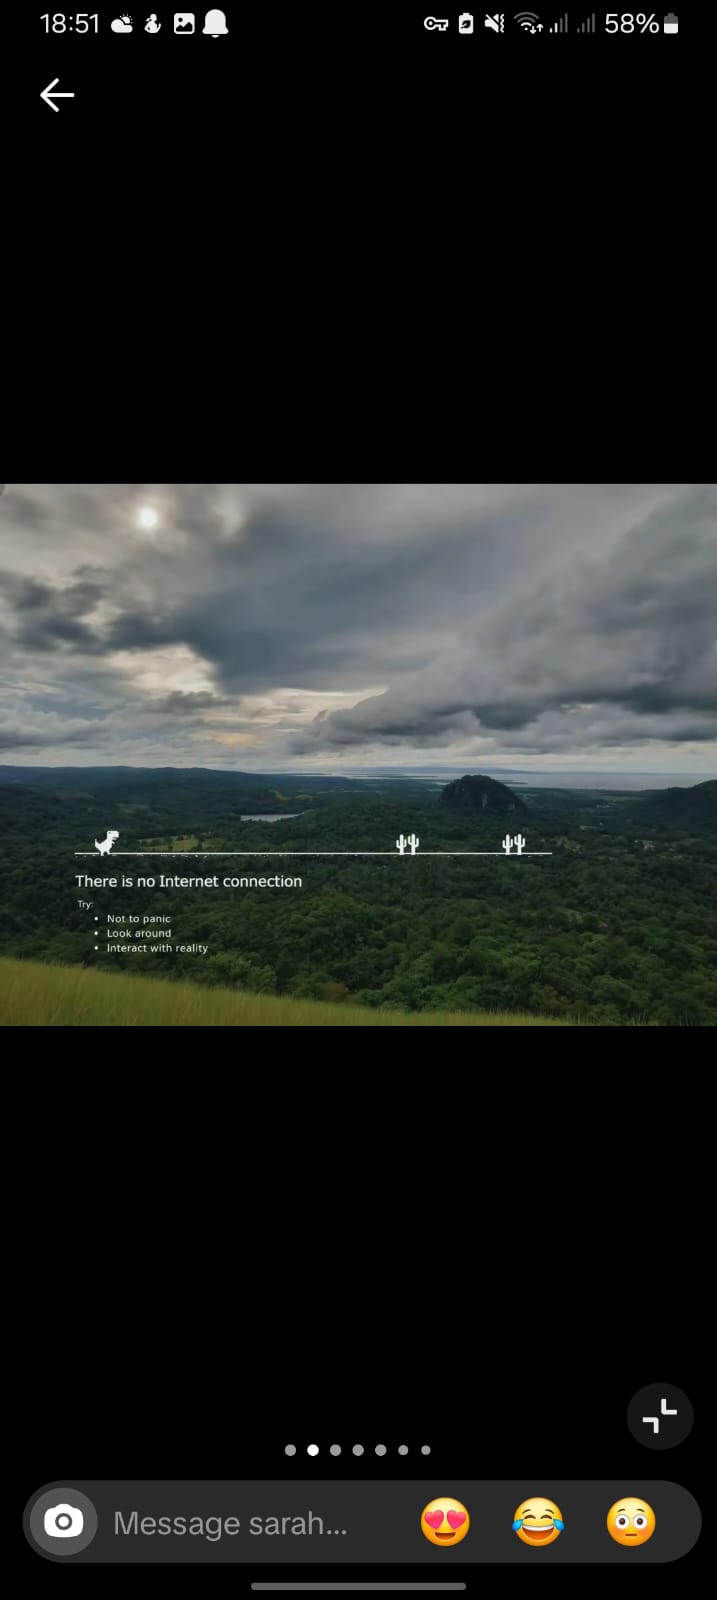 18:51
58%
There is no Internet connection
Try:
• Not to panic
• Look around
• Interact with reality
Message sarah...